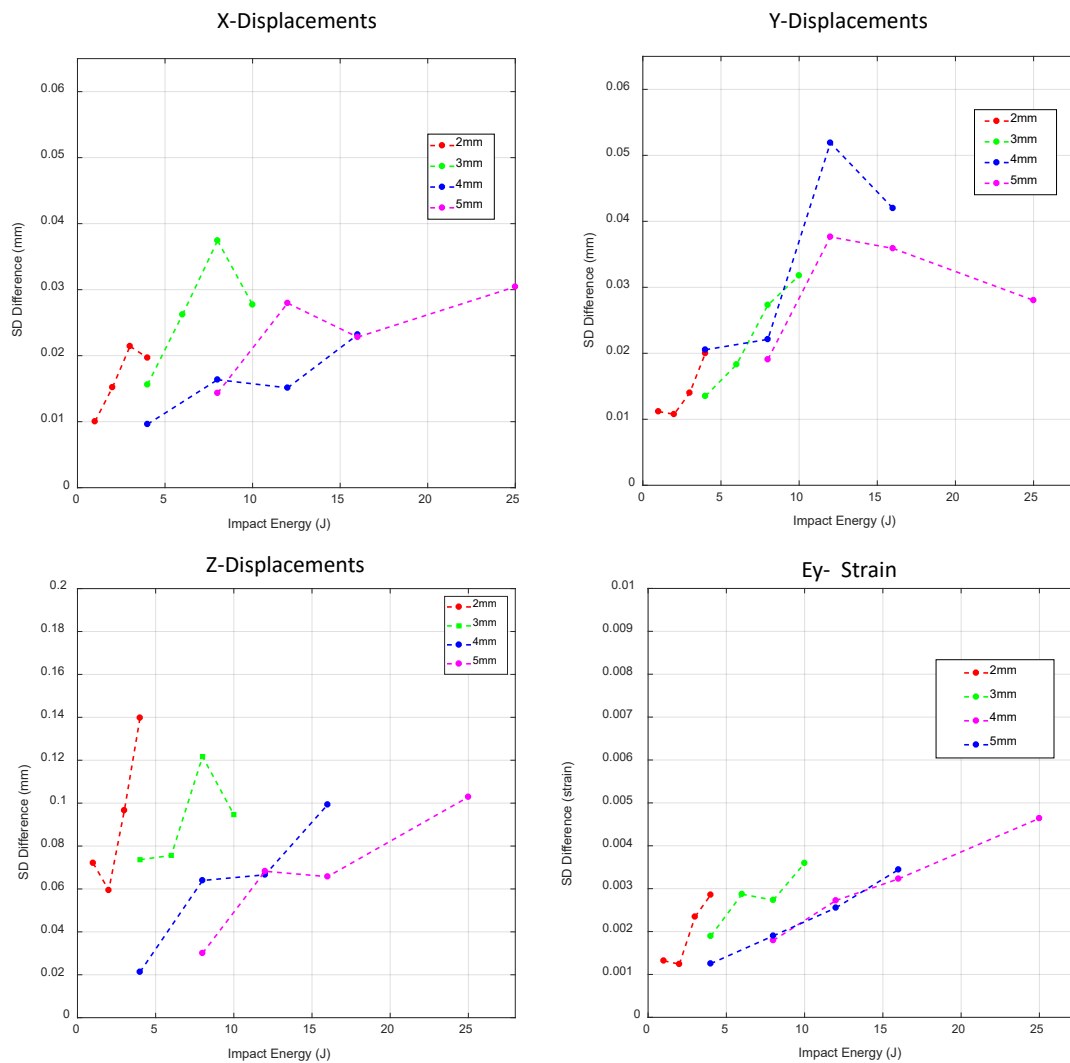 X-Displacements
0.06
0.05
0.04
0.03
0.02
0.01
0
SD Difference (mm)
2mm
3mm
4mm
5mm
5
10
15
20
25
Impact Energy (J)
Y-Displacements
0.06
0.05
0.04
0.03
0.02
0.01
0
SD Difference (mm)
2mm
3mm
4mm
5mm
0
5
10
15
20
25
Impact Energy (J)
Z-Displacements
0.2
0.18
0.16
0.14
0.12
0.1
0.08
0.06
0.04
0.02
0
SD Difference (mm)
2mm
3mm
4mm
5mm
5
10
15
20
25
Impact Energy (J)
Ey- Strain
0.01
0.009
0.008
0.007
0.006
0.005
0.004
0.003
0.002
0.001
0
SD Difference (strain)
2mm
3mm
4mm
5mm
0
5
10
15
20
25
Impact Energy (J)